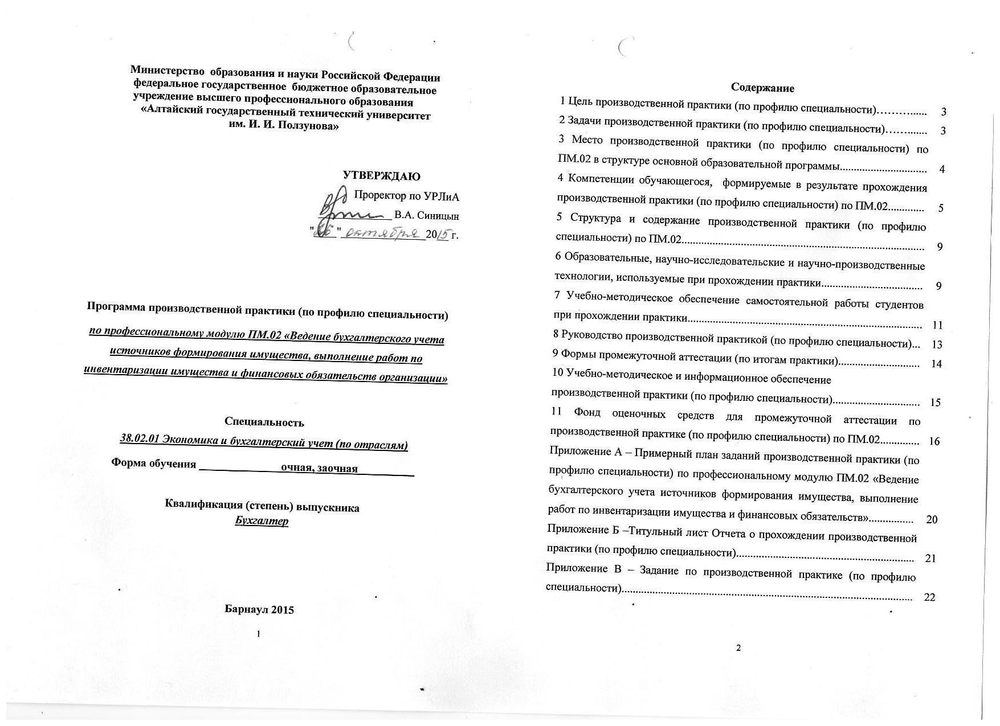 Министерство образования и науки Российской Федерации
федеральное государственное бюджетное образовательное
учреждение высшего профессионального образования
«Алтайский государственный технический университет
им. И. И. Ползунова»
УТВЕРЖДАЮ
Проректор по УРЛиА
______________ В.А. Синицын
"26" октября 2015 г.
Программа производственной практики (по профилю специальности)
по профессиональному модулю ПМ.02 «Ведение бухгалтерского учета
источников формирования имущества, выполнение работ по
инвентаризации имущества и финансовых обязательств организации»
Специальность
38.02.01 Экономика и бухгалтерский учет (по отраслям)
Форма обучения очная, заочная
Квалификация (степень) выпускника
Бухгалтер
Барнаул 2015
1
Содержание
1 Цель производственной практики (по профилю специальности)................ 3
2 Задачи производственной практики (по профилю специальности).............. 3
3 Место производственной практики (по профилю специальности) по
ПМ.02 в структуре основной образовательной программы............................... 4
4 Компетенции обучающегося, формируемые в результате прохождения
производственной практики (по профилю специальности) по ПМ.02............. 5
5 Структура и содержание производственной практики (по профилю
специальности) по ПМ.02....................................................................................... 9
6 Образовательные, научно-исследовательские и научно-производственные
технологии, используемые при прохождении практики.................................... 9
7 Учебно-методическое обеспечение самостоятельной работы студентов
при прохождении практики.................................................................................... 11
8 Руководство производственной практикой (по профилю специальности)... 13
9 Формы промежуточной аттестации (по итогам практики)............................. 14
10 Учебно-методическое и информационное обеспечение
производственной практики (по профилю специальности)............................... 15
11 Фонд оценочных средств для промежуточной аттестации по
производственной практике (по профилю специальности) по ПМ.02.............. 16
Приложение А – Примерный план заданий производственной практики (по
профилю специальности) по профессиональному модулю ПМ.02 «Ведение
бухгалтерского учета источников формирования имущества, выполнение
работ по инвентаризации имущества и финансовых обязательств»................ 20
Приложение Б –Титульный лист Отчета о прохождении производственной
практики (по профилю специальности)................................................................ 21
Приложение В – Задание по производственной практике (по профилю
специальности)........................................................................................................ 22
2